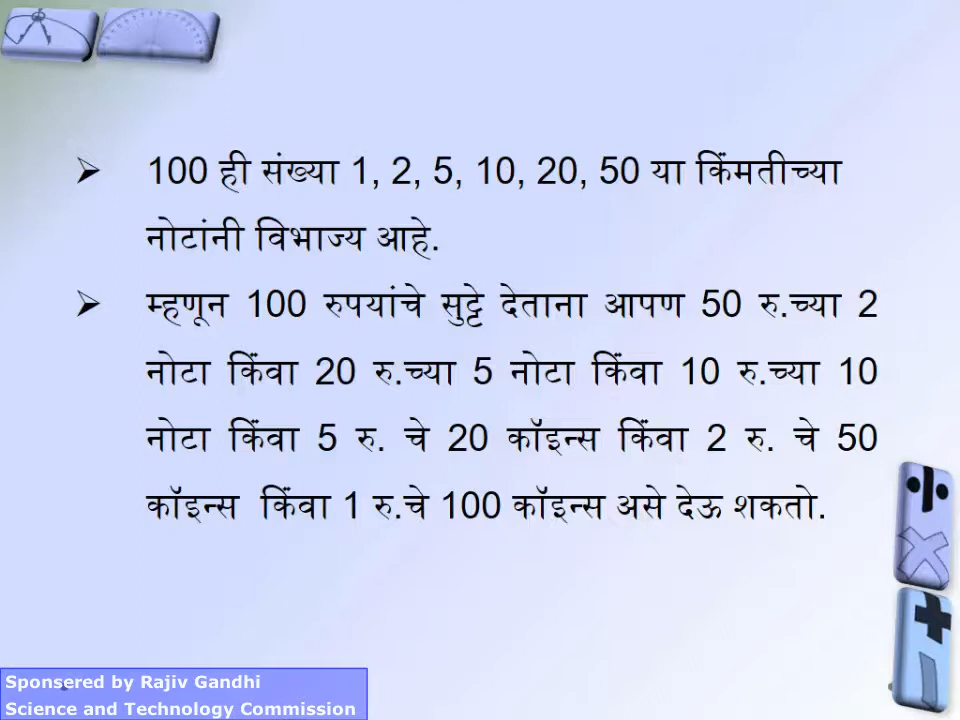 ➢ 100 ही संख्या 1, 2, 5, 10, 20, 50 या किंमतीच्या
नोटांनी विभाज्य आहे.
➢ म्हणून 100 रुपयांचे सुट्टे देताना आपण 50 रु.च्या 2
नोटा किंवा 20 रु.च्या 5 नोटा किंवा 10 रु.च्या 10
नोटा किंवा 5 रु. चे 20 कॉइन्स किंवा 2 रु. चे 50
कॉइन्स किंवा 1 रु.चे 100 कॉइन्स असे देऊ शकतो.
Sponsered by Rajiv Gandhi
Science and Technology Commission